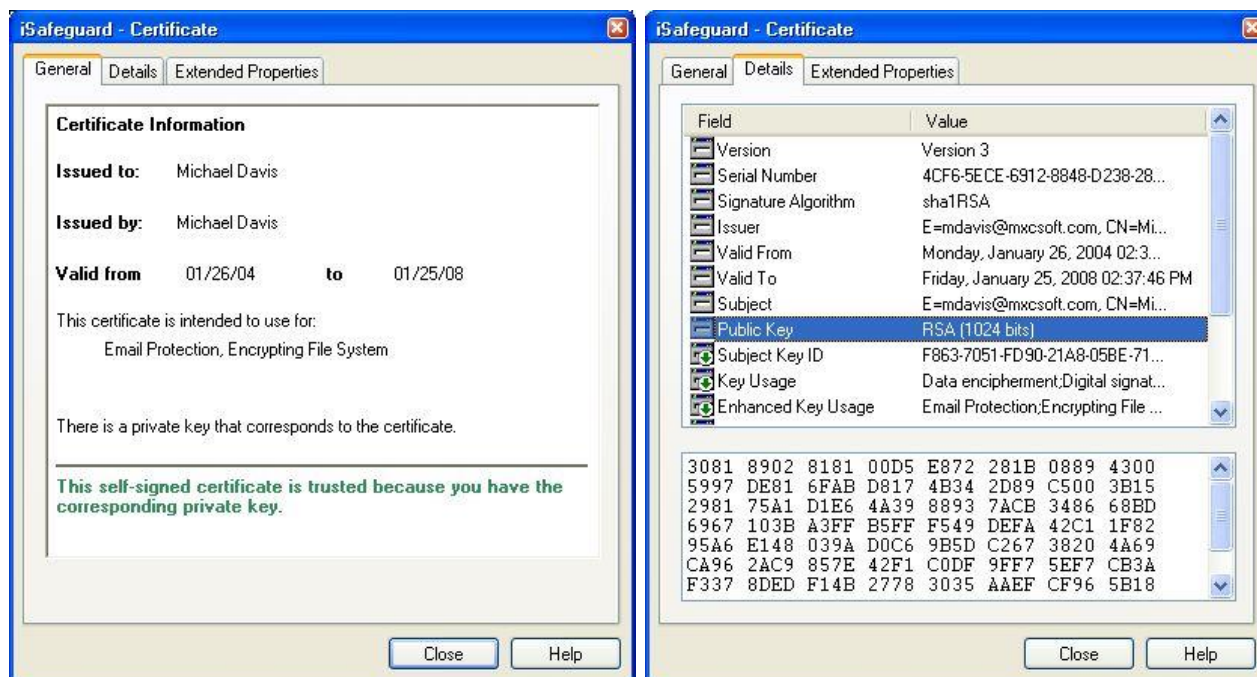 iSafeguard - Certificate
General Details Extended Properties
Certificate Information
Issued to: Michael Davis
Issued by: Michael Davis
Valid from 01/26/04 to 01/25/08
This certificate is intended to use for:
Email Protection, Encrypting File System
There is a private key that corresponds to the certificate.
This self-signed certificate is trusted because you have the
corresponding private key.
Close Help
iSafeguard - Certificate
General Details Extended Properties
Field Value
Version Version 3
Serial Number 4CF6-5ECE-6912-8848-D238-28...
Signature Algorithm sha1RSA
Issuer E=mdavis@mxcsoft.com, CN=Mi...
Valid From Monday, January 26, 2004 02:3...
Valid To Friday, January 25, 2008 02:37:46 PM
Subject E=mdavis@mxcsoft.com, CN=Mi...
Public Key RSA (1024 bits)
Subject Key ID F863-7051-FD90-21A8-05BE-71...
Key Usage Data encipherment;Digital signat...
Enhanced Key Usage Email Protection;Encrypting File ...
3081 8902 8181 00D5 E872 281B 0889 4300
5997 DE81 6FAB D817 4B34 2D89 C500 3B15
2981 75A1 D1E6 4A39 8893 7ACB 3486 68BD
6967 103B A3FF B5FF F549 DEFA 42C1 1F82
95A6 E148 039A D0C6 9B5D C267 3820 4A69
CA96 2AC9 857E 42F1 C0DF 9FF7 5EF7 CB3A
F337 8DED F14B 2778 3035 AAEF CF96 5B18
Close Help